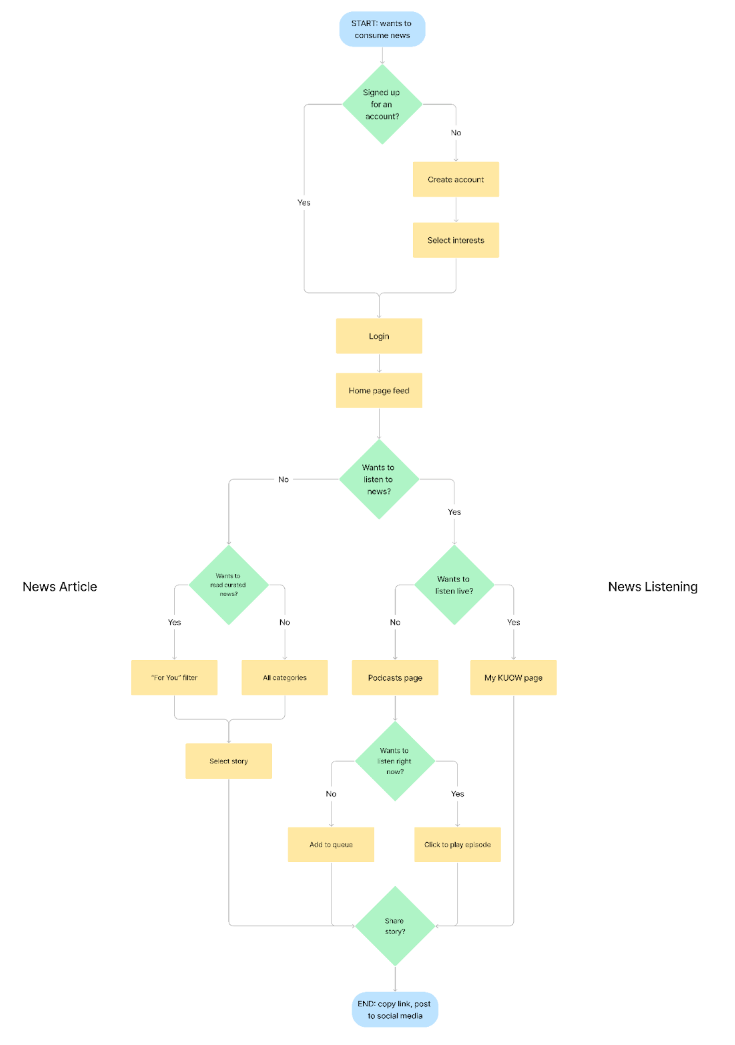 START: wants to
consume news
Signed up
for an
account?
No
Create account
Yes
Select interests
Login
Home page feed
Wants to
listen to
news?
No
Yes
Wants to
read curated
news?
Wants to
listen live?
News Article
News Listening
Yes
No
No
Yes
"For You" filter
All categories
Podcasts page
My KUOW page
Select story
Wants to
listen right
now?
No
Yes
Add to queue
Click to play episode
Share
story?
END: copy link, post
to social media